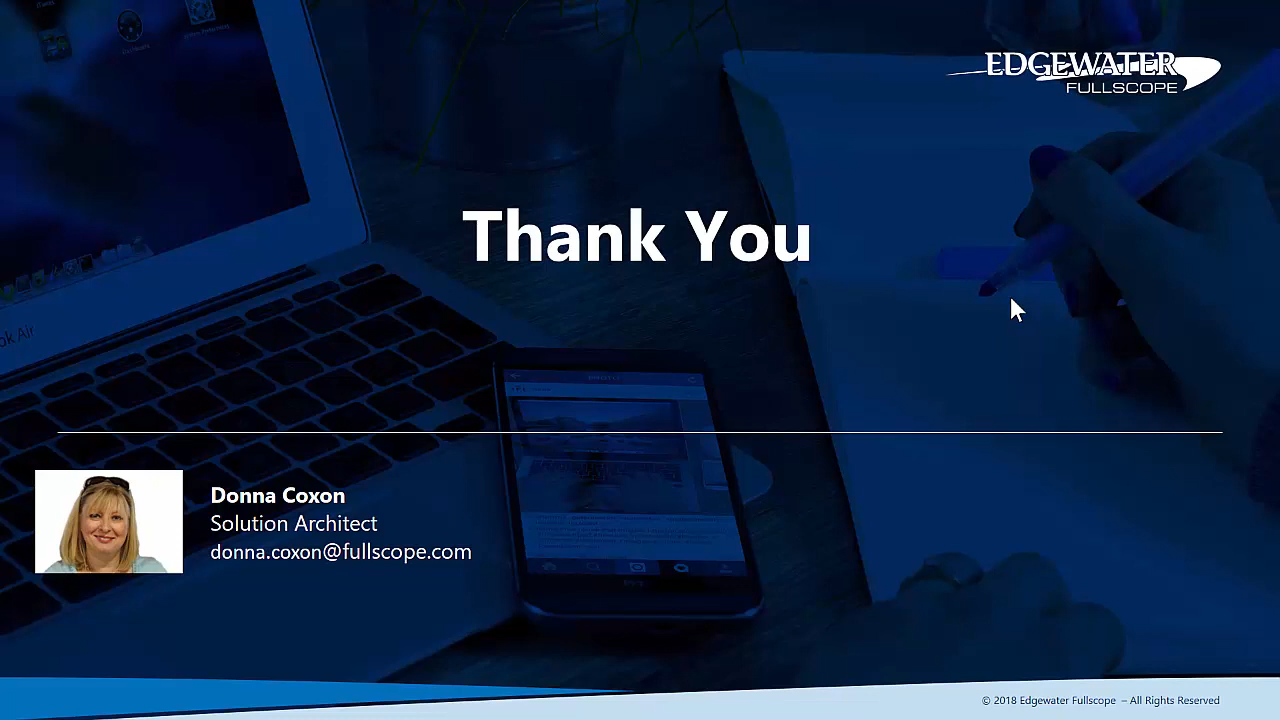 EDGEWATER
FULLSCOPE
Thank You
Donna Coxon
Solution Architect
donna.coxon@fullscope.com
© 2018 Edgewater Fullscope – All Rights Reserved